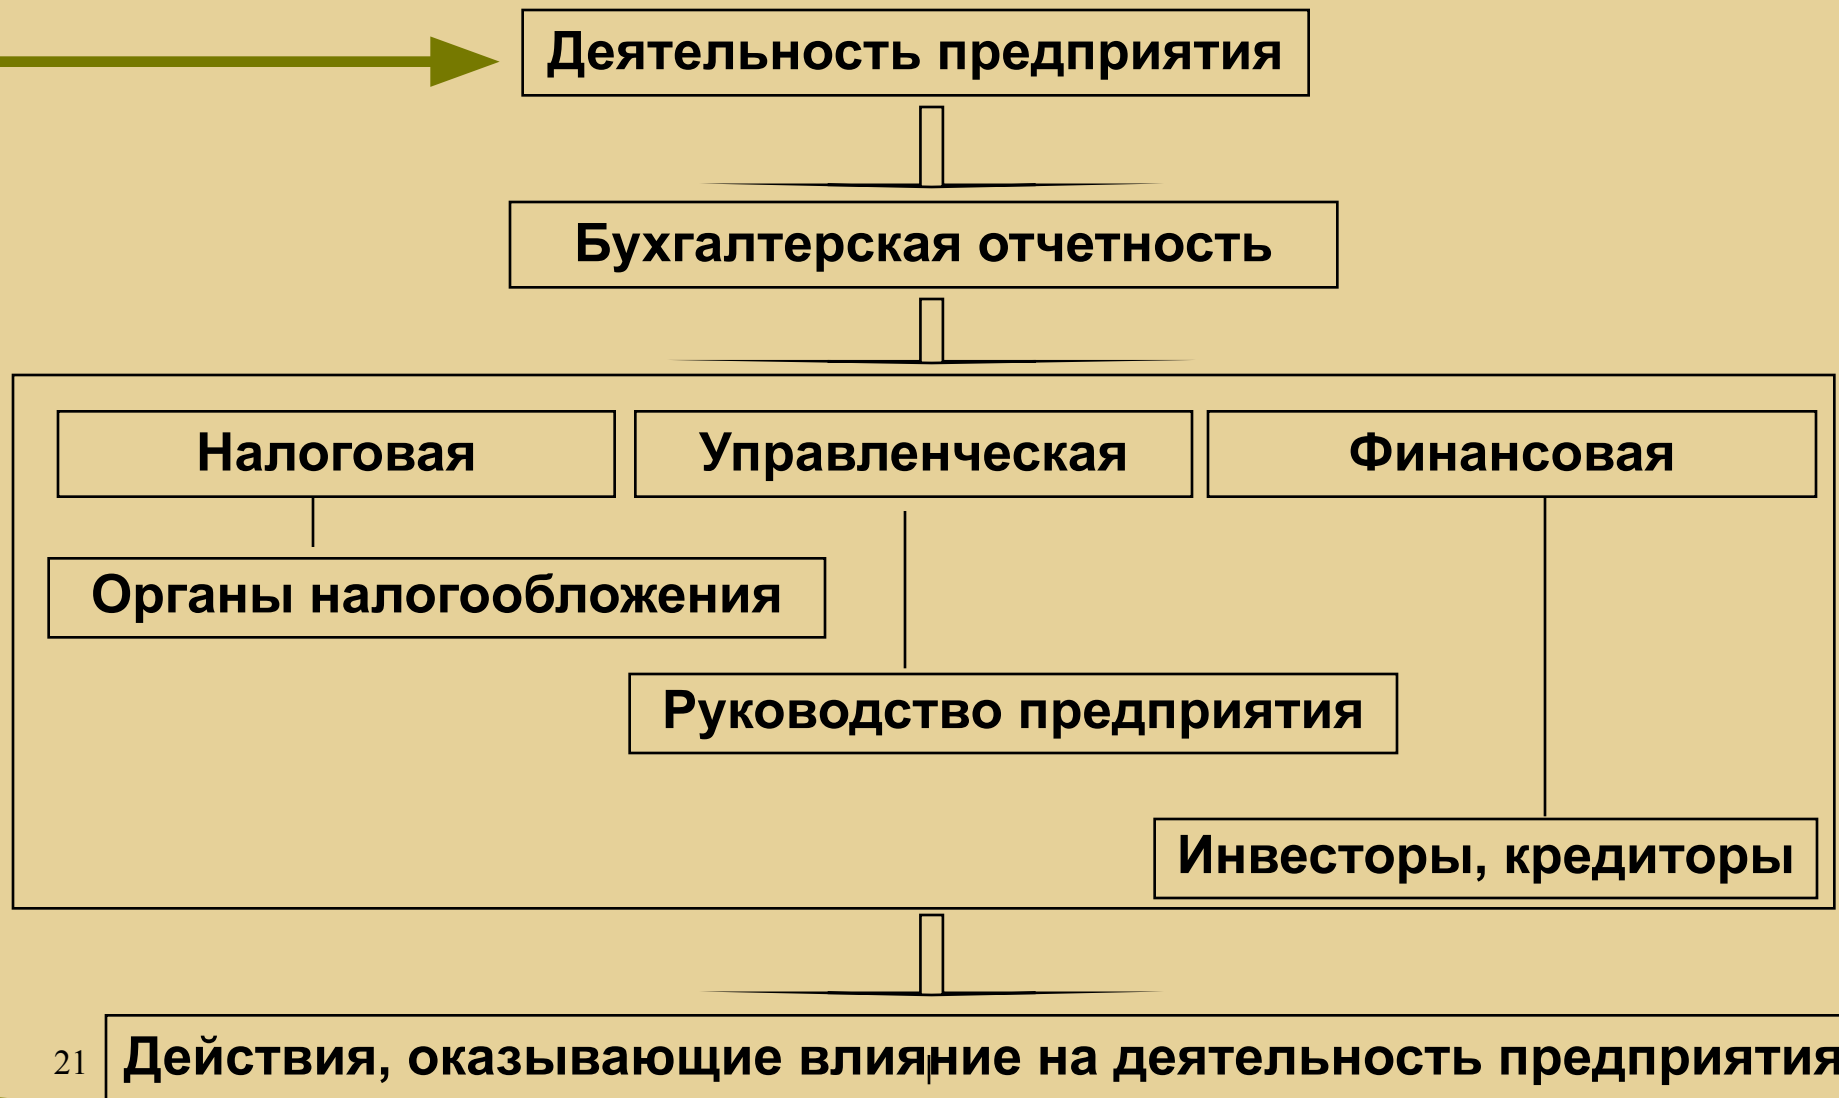 Деятельность предприятия
Бухгалтерская отчетность
Налоговая
Управленческая
Финансовая
Органы налогообложения
Руководство предприятия
Инвесторы, кредиторы
21
Действия, оказывающие влияние на деятельность предприятия